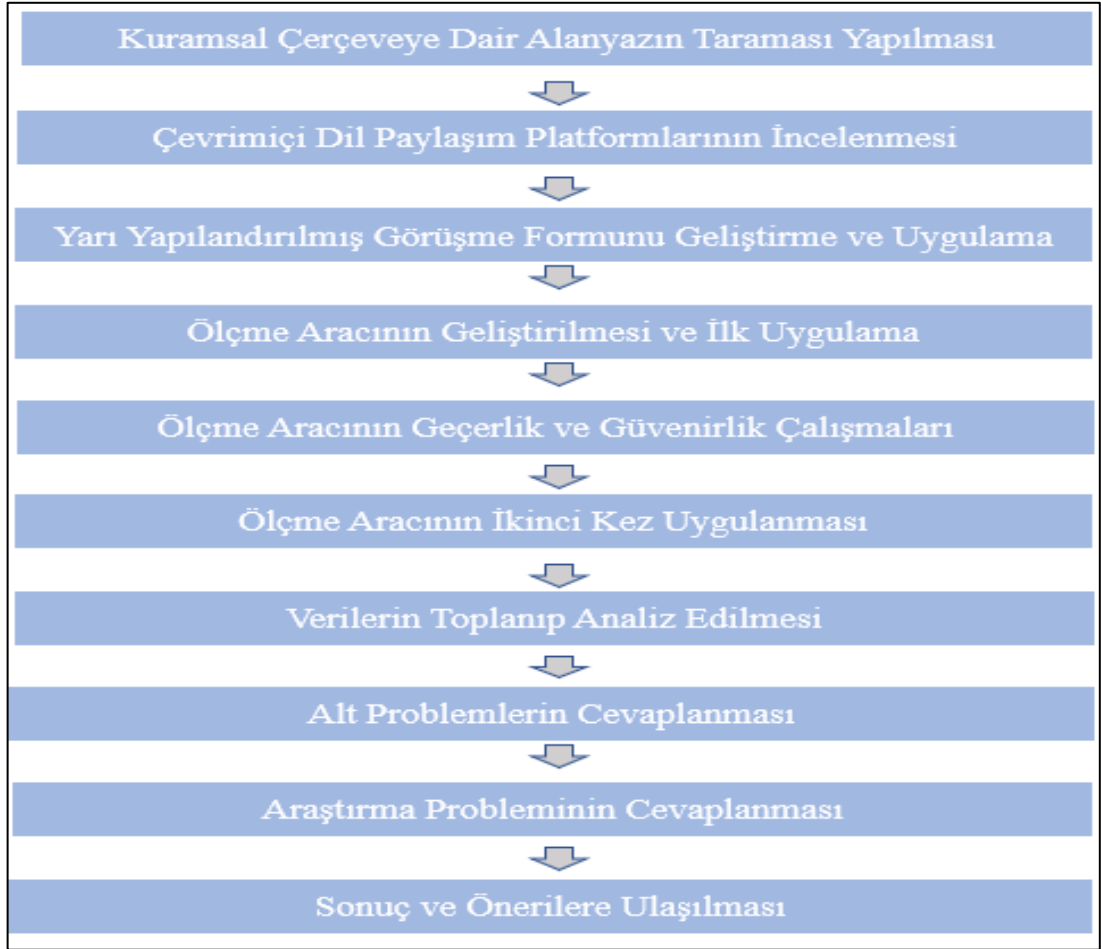 Kuramsal Çerçeveye Dair Alanyazın Taraması Yapılması
Çevrimiçi Dil Paylaşım Platformlarının İncelenmesi
Yarı Yapılandırılmış Görüşme Formunu Geliştirme ve Uygulama
Ölçme Aracının Geliştirilmesi ve İlk Uygulama
Ölçme Aracının Geçerlik ve Güvenirlik Çalışmaları
Ölçme Aracının İkinci Kez Uygulanması
Verilerin Toplanıp Analiz Edilmesi
Alt Problemlerin Cevaplanması
Araştırma Probleminin Cevaplanması
Sonuç ve Önerilere Ulaşılması